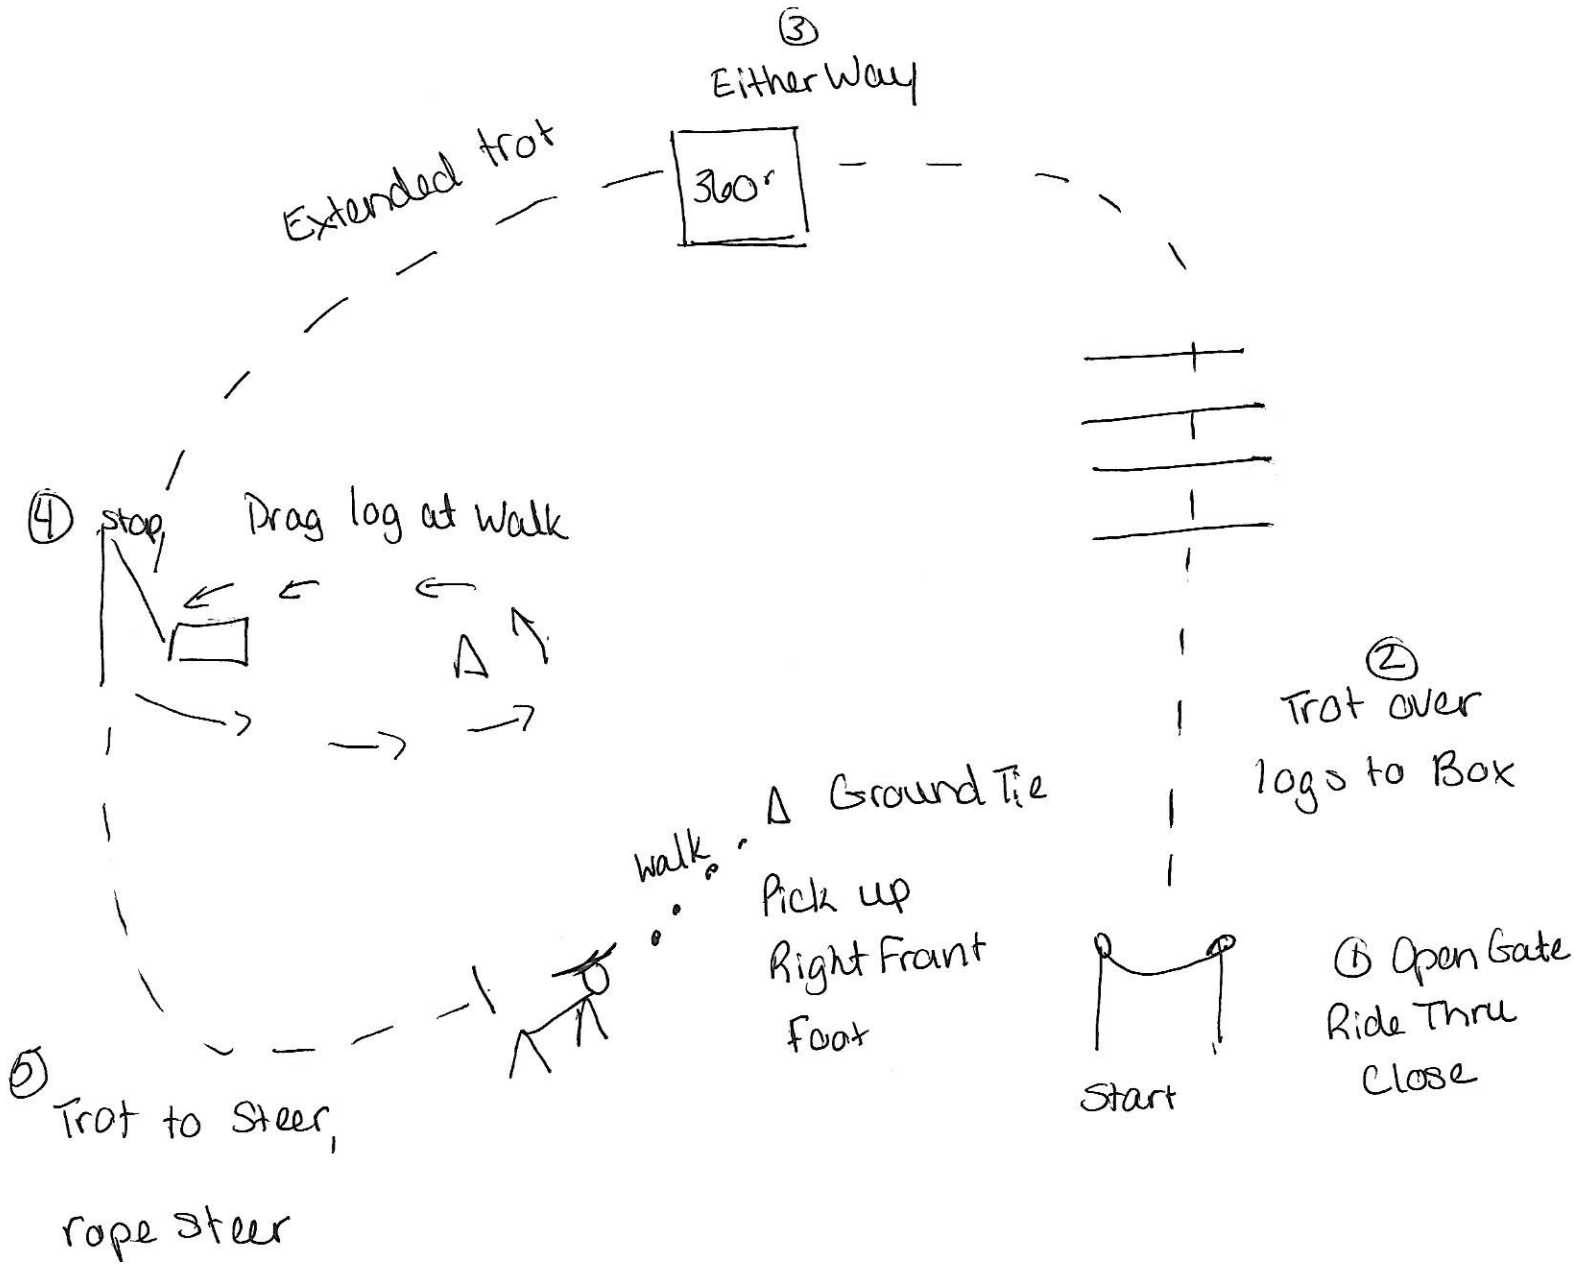 ③
Either Way
Extended trot
360°
④ stop
Drag log at Walk
②
Trot over
logs to Box
Ground Tie
walk
Pick up
Right Front
Foot
① Open Gate
Ride Thru
Close
Start
⑤
Trot to Steer,
rope steer